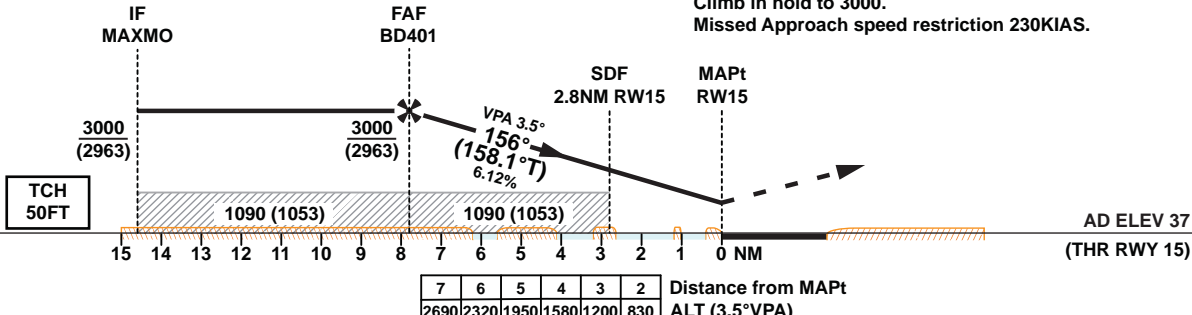 Climb in hold to 3000.
Missed Approach speed restriction 230KIAS.
IF
MAXMO
FAF
BD401
SDF
2.8NM RW15
MAPt
RW15
VPA 3.5°
156°
(158.1°T)
6.12%
3000
(2963)
3000
(2963)
TCH
50FT
1090 (1053)
1090 (1053)
AD ELEV 37
(THR RWY 15)
15 14 13 12 11 10 9 8 7 6 5 4 3 2 1 0 NM
7 6 5 4 3 2 Distance from MAPt
2690 2320 1950 1580 1200 830 ALT (3.5°VPA)